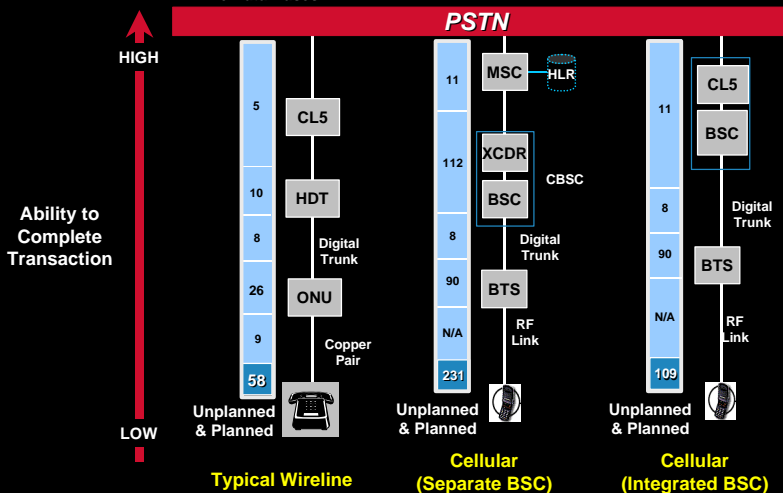 PSTN
HIGH
Ability to
Complete
Transaction
LOW
5
10
8
26
9
58
CL5
HDT
Digital
Trunk
ONU
Copper
Pair
Unplanned
& Planned
Typical Wireline
11
112
8
90
N/A
231
MSC
HLR
XCDR
BSC
CBSC
Digital
Trunk
BTS
RF
Link
Unplanned
& Planned
Cellular
(Separate BSC)
11
8
90
N/A
109
CL5
BSC
Digital
Trunk
BTS
RF
Link
Unplanned
& Planned
Cellular
(Integrated BSC)